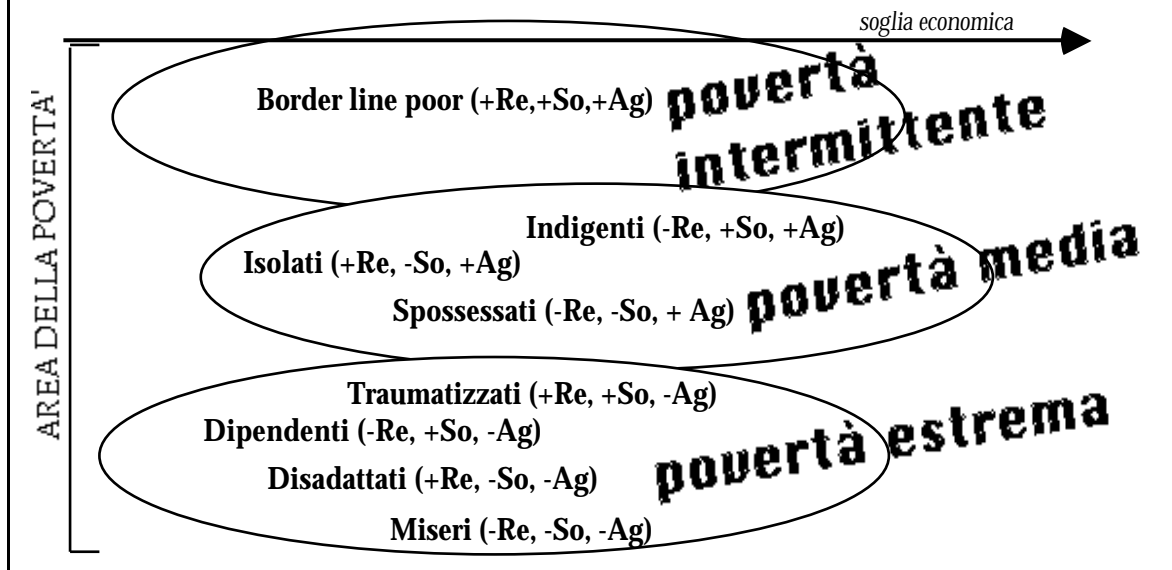 soglia economica
AREA DELLA POVERTA'
Border line poor (+Re,+So,+Ag)
povertà
intermittente
Indigenti (-Re, +So, +Ag)
Isolati (+Re, -So, +Ag)
Spossessati (-Re, -So, + Ag)
povertà media
Traumatizzati (+Re, +So, -Ag)
Dipendenti (-Re, +So, -Ag)
Disadattati (+Re, -So, -Ag)
Miseri (-Re, -So, -Ag)
povertà estrema